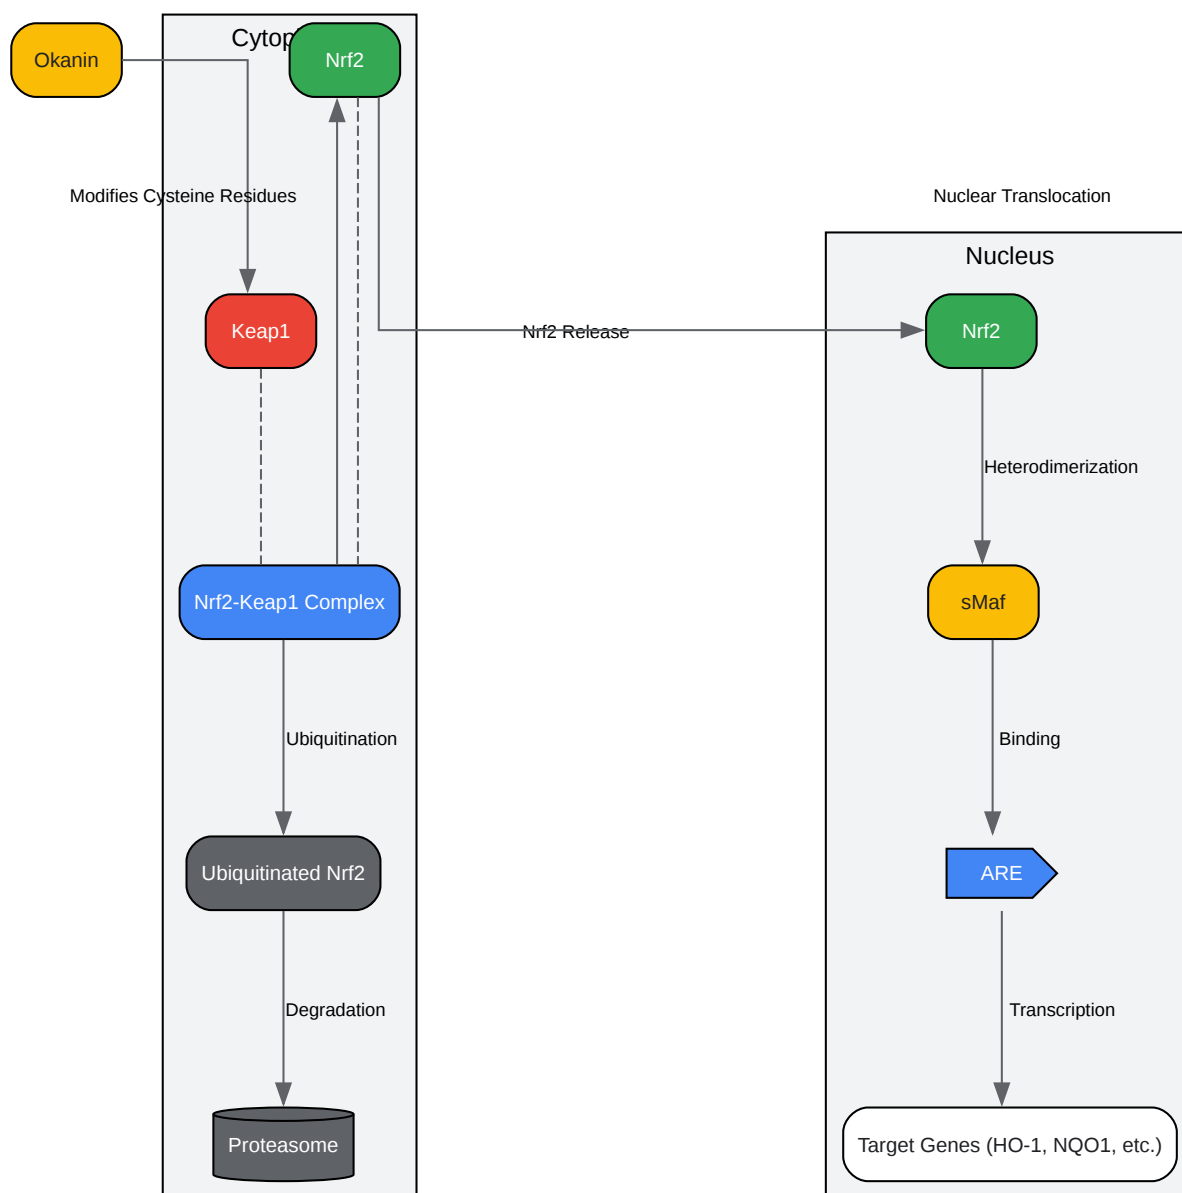 Okanin
Cytop
Nrf2
Modifies Cysteine Residues
Nuclear Translocation
Nucleus
Keap1
Nrf2 Release
Nrf2
Heterodimerization
Nrf2-Keap1 Complex
sMaf
Ubiquitination
Binding
Ubiquitinated Nrf2
ARE
Degradation
Transcription
Proteasome
Target Genes (HO-1, NQO1, etc.)